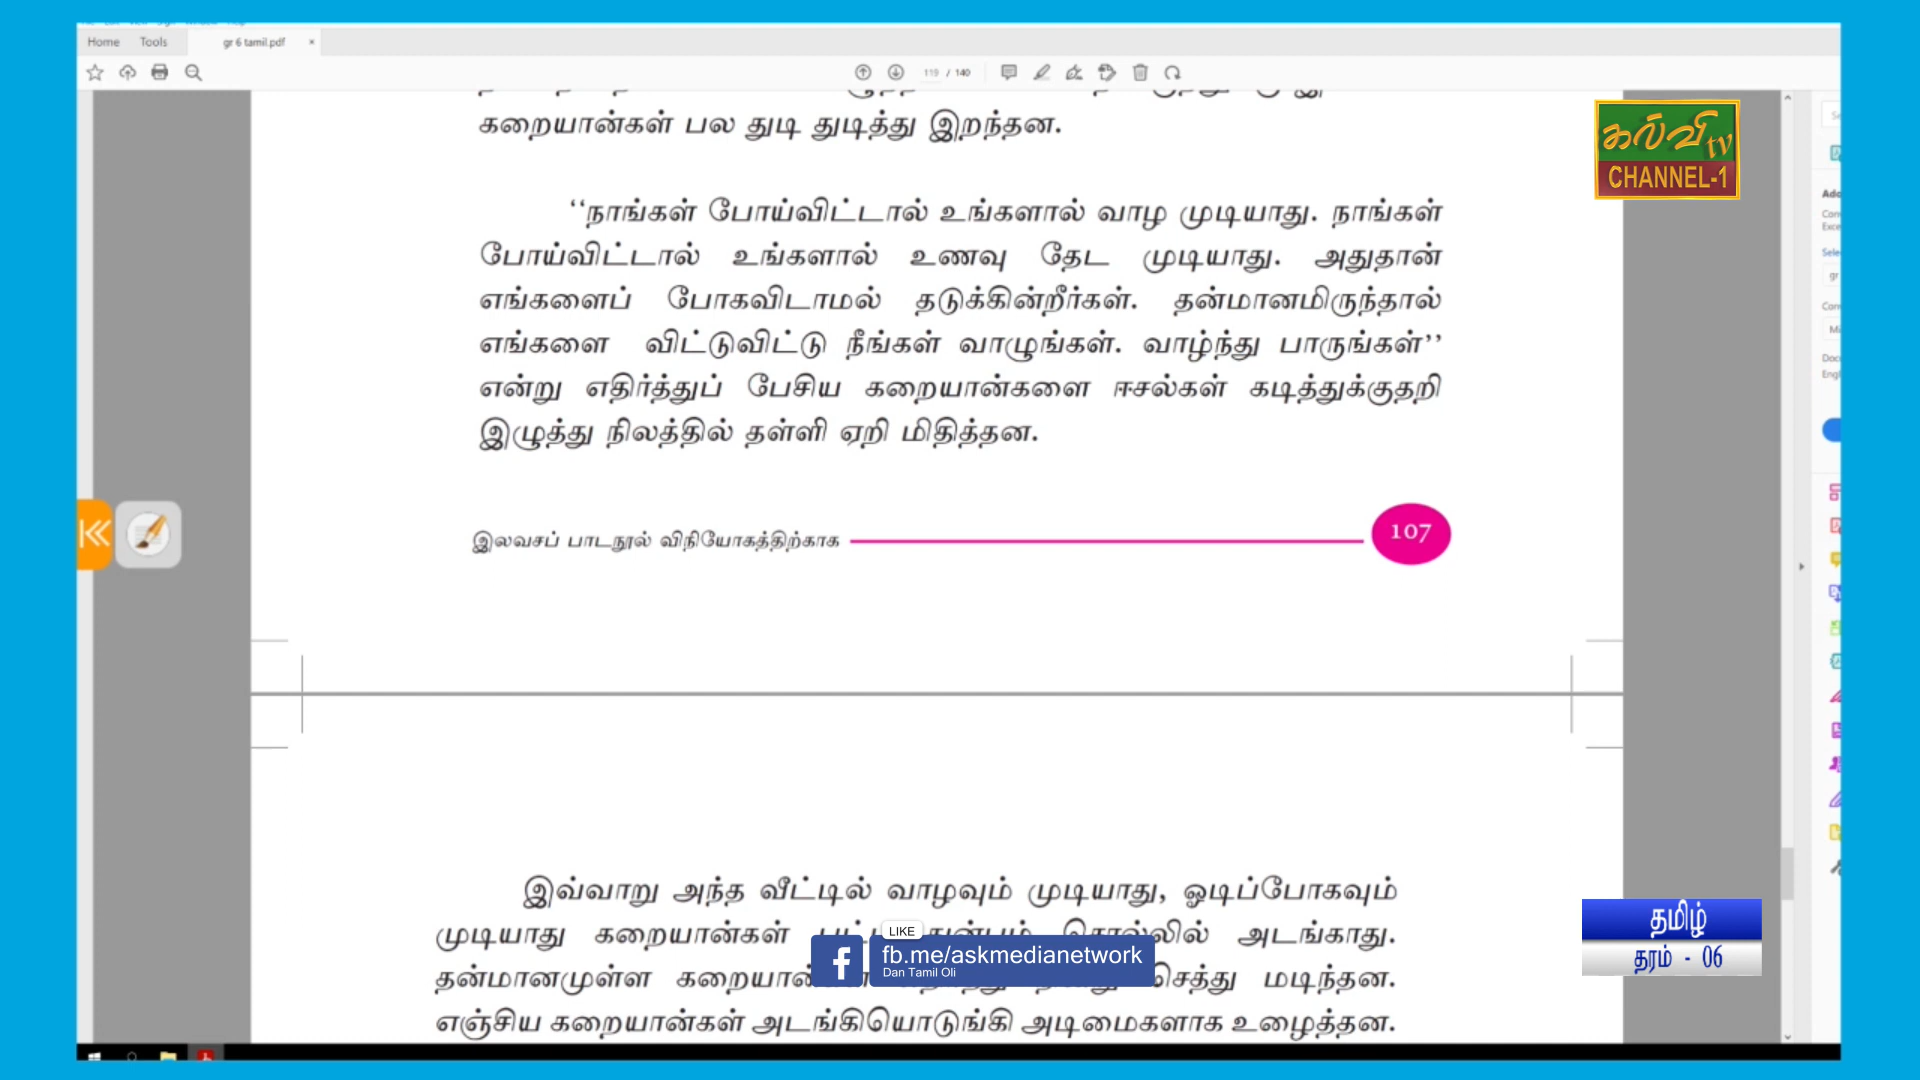 Home Tools gr 6 tamil.pdf ×
119 / 140
கறையான்கள் பல துடி துடித்து இறந்தன.
கல்வி tv
CHANNEL-1
‘‘நாங்கள் போய்விட்டால் உங்களால் வாழ முடியாது. நாங்கள்
போய்விட்டால் உங்களால் உணவு தேட முடியாது. அதுதான்
எங்களைப் போகவிடாமல் தடுக்கின்றீர்கள். தன்மானமிருந்தால்
எங்களை விட்டுவிட்டு நீங்கள் வாழுங்கள். வாழ்ந்து பாருங்கள்’’
என்று எதிர்த்துப் பேசிய கறையான்களை ஈசல்கள் கடித்துக்குதறி
இழுத்து நிலத்தில் தள்ளி ஏறி மிதித்தன.
இலவசப் பாடநூல் விநியோகத்திற்காக 107
இவ்வாறு அந்த வீட்டில் வாழவும் முடியாது, ஓடிப்போகவும்
முடியாது கறையான்கள் அடங்காது.
தன்மானமுள்ள மடிந்தன.
எஞ்சிய கறையான்கள் அடங்கியொடுங்கி அடிமைகளாக உழைத்தன.
LIKE
fb.me/askmedianetwork
Dan Tamil Oli
தமிழ்
தரம் - 06